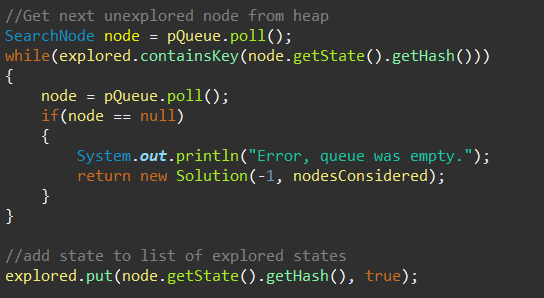 //Get next unexplored node from heap
SearchNode node = pQueue.poll();
while(explored.containsKey(node.getState().getHash()))
{
    node = pQueue.poll();
    if(node == null)
    {
        System.out.println("Error, queue was empty.");
        return new Solution(-1, nodesConsidered);
    }
}

//add state to list of explored states
explored.put(node.getState().getHash(), true);